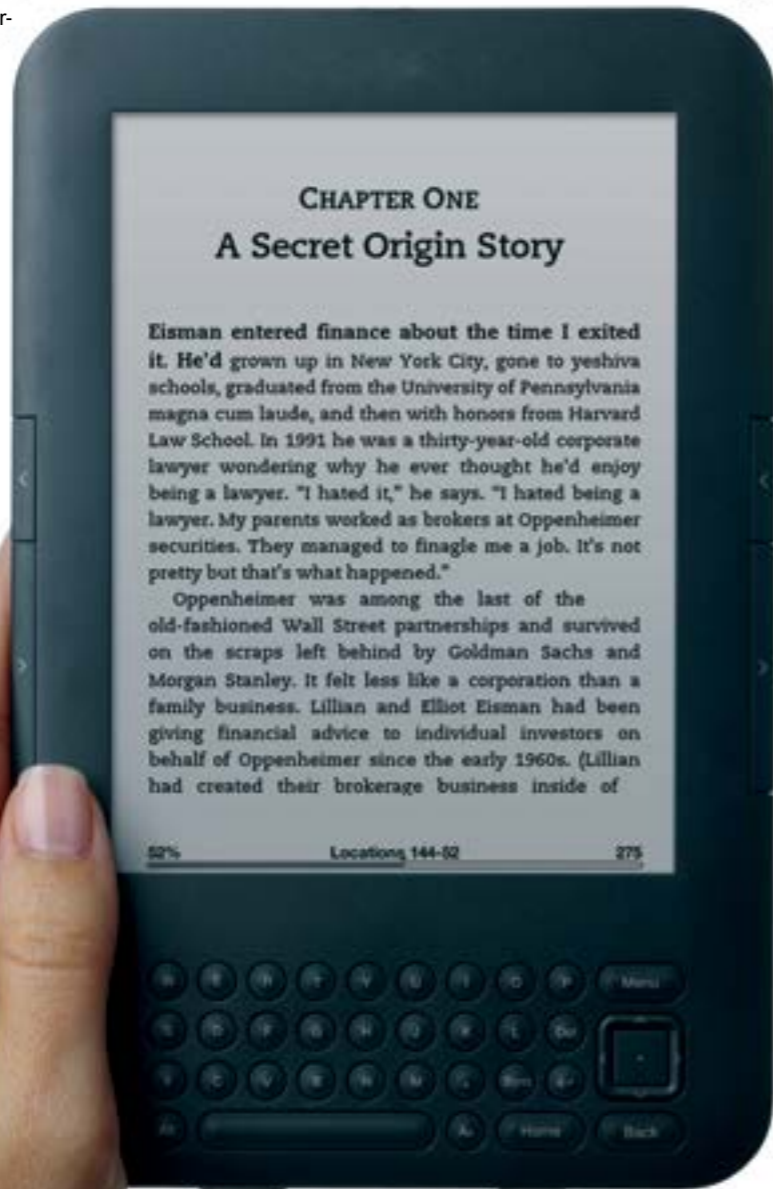 r-
CHAPTER ONE
A Secret Origin Story
Eisman entered finance about the time I exited
it. He'd grown up in New York City, gone to yeshiva
schools, graduated from the University of Pennsylvania
magna cum laude, and then with honors from Harvard
Law School. In 1991 he was a thirty-year-old corporate
lawyer wondering why he ever thought he'd enjoy
being a lawyer. "I hated it," he says. "I hated being a
lawyer. My parents worked as brokers at Oppenheimer
securities. They managed to finagle me a job. It's not
pretty but that's what happened."
Oppenheimer was among the last of the
old-fashioned Wall Street partnerships and survived
on the scraps left behind by Goldman Sachs and
Morgan Stanley. It felt less like a corporation than a
family business. Lillian and Elliot Eisman had been
giving financial advice to individual investors on
behalf of Oppenheimer since the early 1960s. (Lillian
had created their brokerage business inside of
52% Locations 144-52 275
R T Y U I O P Menu
D F G H J K L Del
C V B N M
Home Back